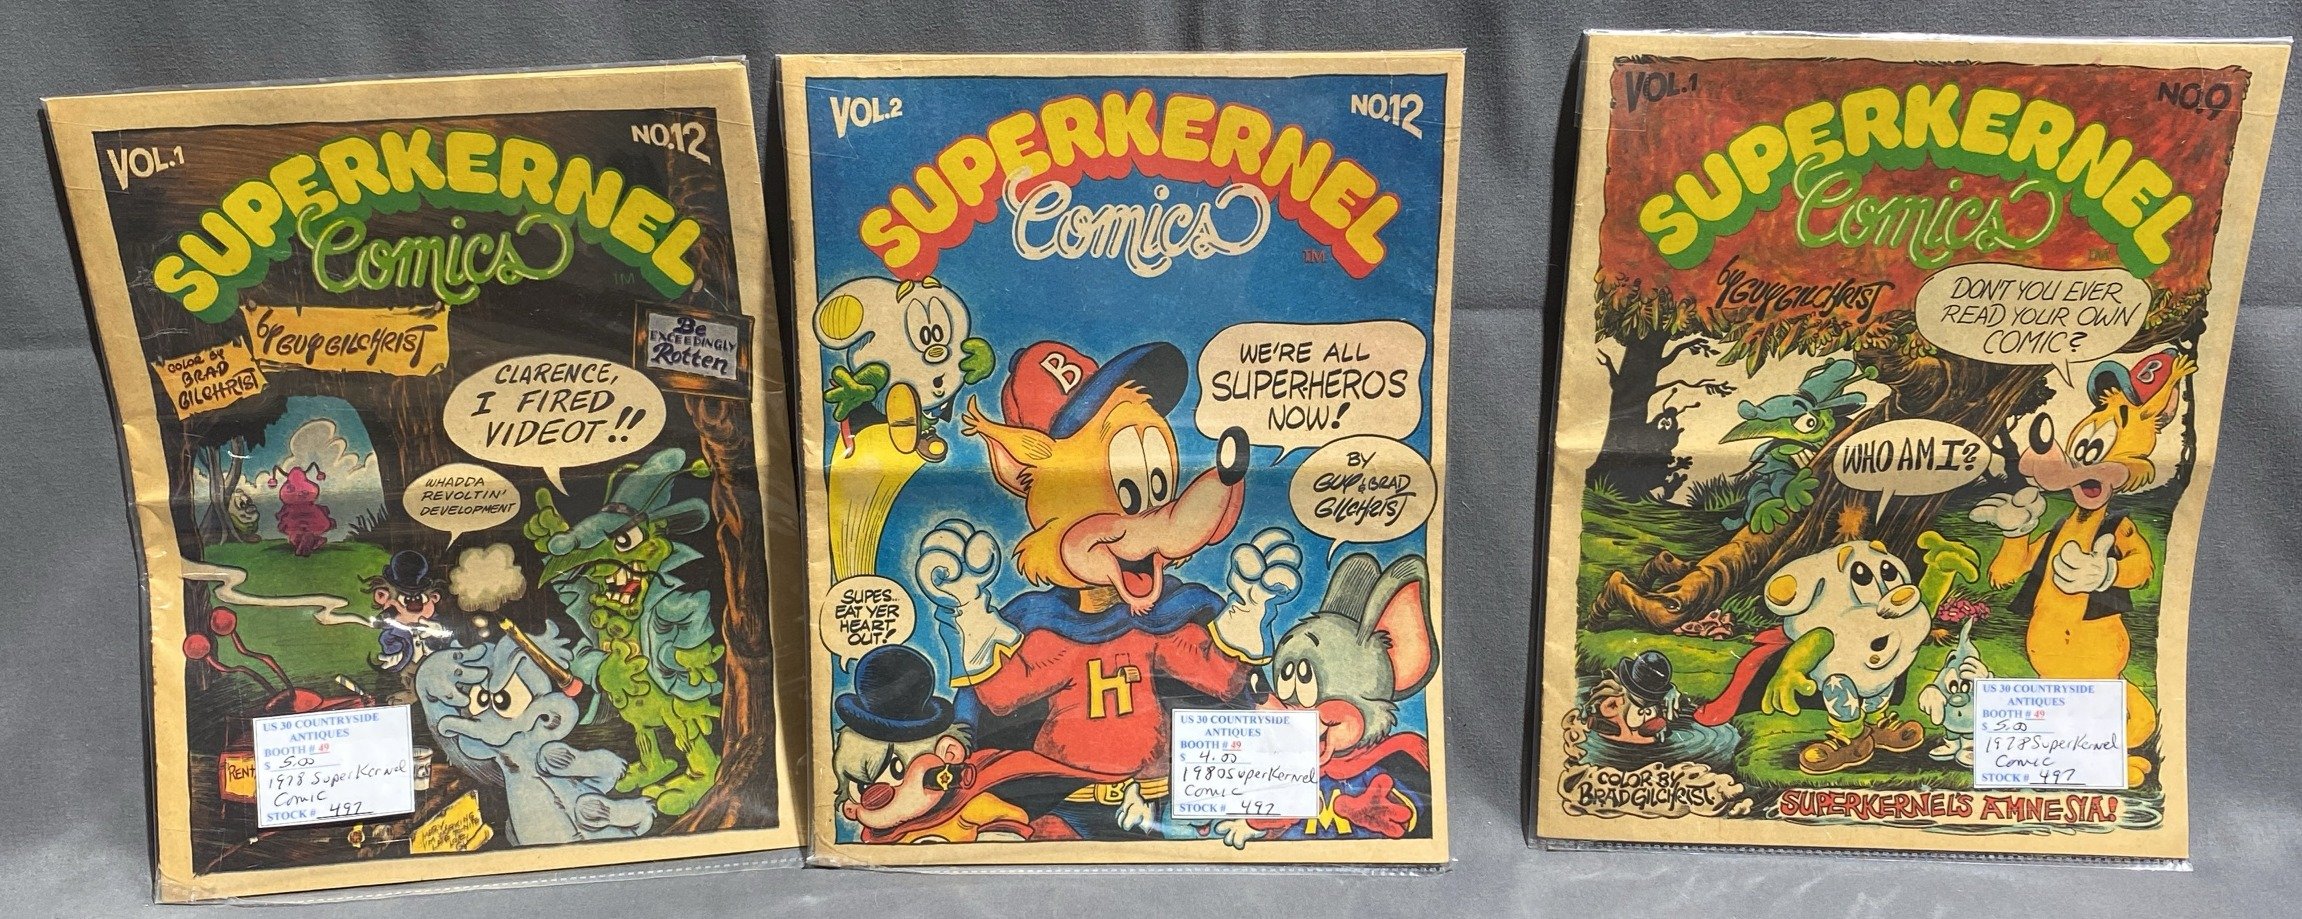 VOL.1
NO.12
SUPERKERNEL
Comics
TM
COLOR BY
BRAD
GILCHRIST
by GUY GILCHRIST
Be
EXCEEDINGLY
Rotten
CLARENCE,
I FIRED
VIDEOT!!
WHADDA
REVOLTIN'
DEVELOPMENT
RENT
US 30 COUNTRYSIDE
ANTIQUES
BOOTH # 49
$ 5.00
1978 SuperKernel
Comic
STOCK # 497
VOL.2
NO.12
SUPERKERNEL
Comics
TM
WE'RE ALL
SUPER-HEROS
NOW!
BY
GUY & BRAD
GILCHRIST
SUPES...
EAT YER
HEART
OUT!
B
h
M
B
US 30 COUNTRYSIDE
ANTIQUES
BOOTH # 49
$ 4.00
1980 SuperKernel
Comic
STOCK # 497
VOL.1
NO.9
SUPERKERNEL
Comics
TM
by GUY GILCHRIST
DON'T YOU EVER
READ YOUR OWN
COMIC?
B
WHO AM I?
COLOR BY
BRAD GILCHRIST
SUPERKERNEL'S AMNESIA!
US 30 COUNTRYSIDE
ANTIQUES
BOOTH # 49
$ 5.00
1978 SuperKernel
Comic
STOCK # 497